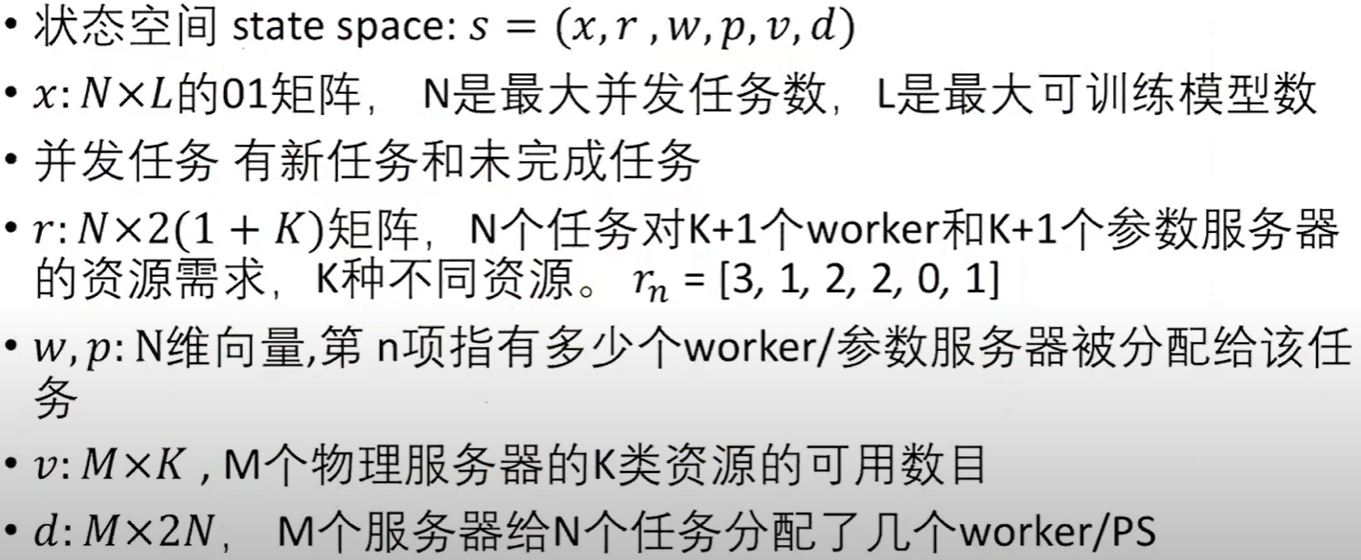 • 状态空间 state space: s = (x, r , w, p, v, d)
• x: N×L的01矩阵， N是最大并发任务数，L是最大可训练模型数
• 并发任务 有新任务和未完成任务
• r: N×2(1 + K)矩阵，N个任务对K+1个worker和K+1个参数服务器
的资源需求，K种不同资源。 rₙ = [3, 1, 2, 2, 0, 1]
• w, p: N维向量,第 n项指有多少个worker/参数服务器被分配给该任
务
• v: M×K , M个物理服务器的K类资源的可用数目
• d: M×2N， M个服务器给N个任务分配了几个worker/PS